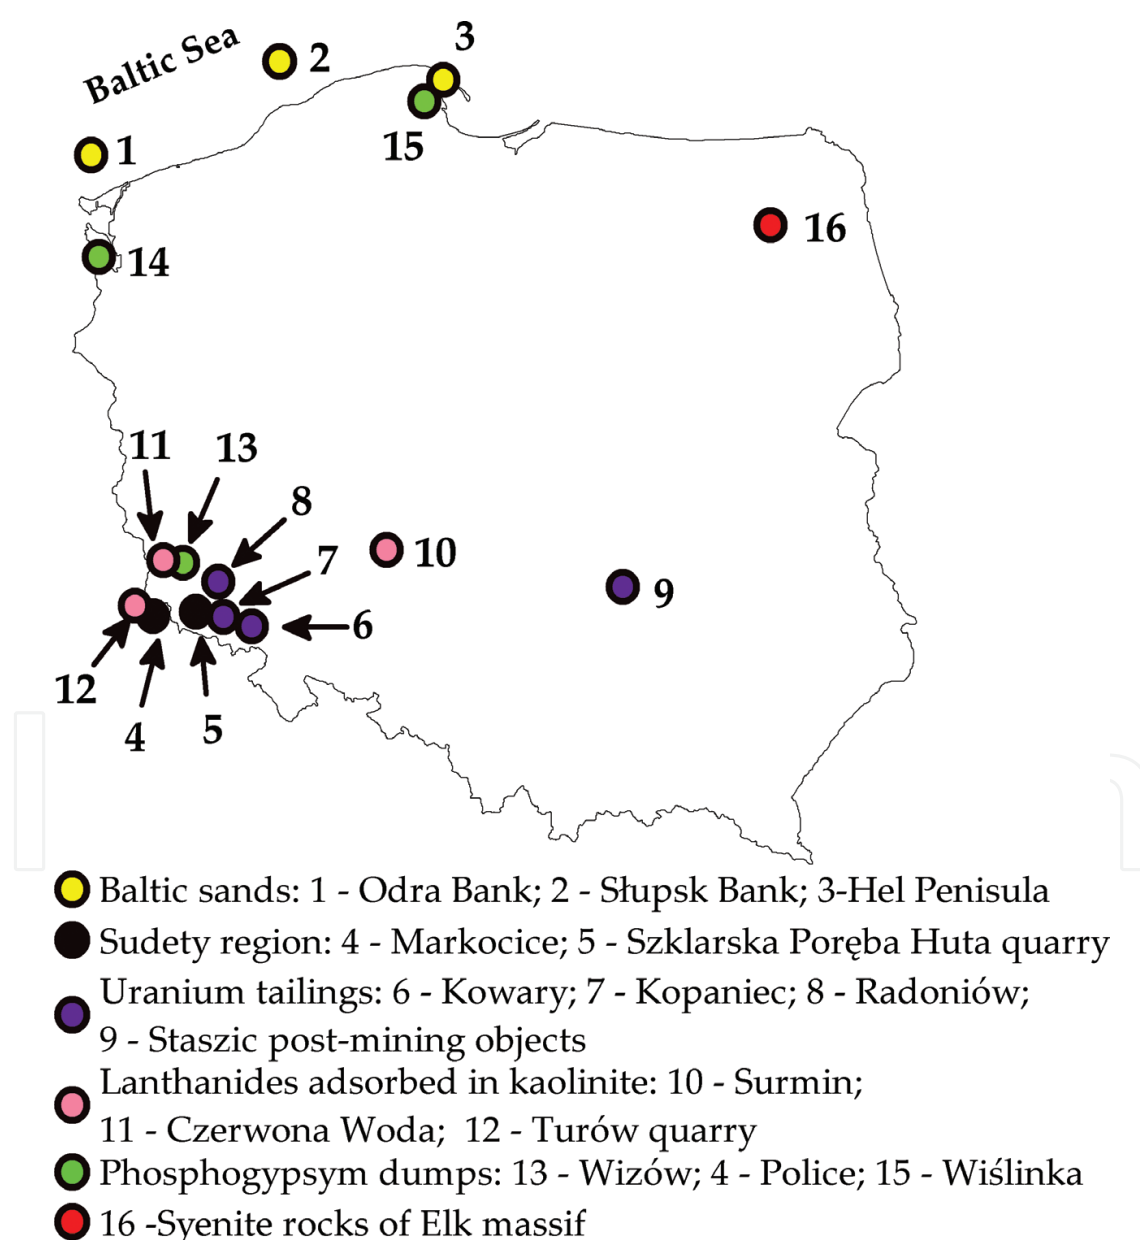 Baltic Sea
2
3
1
15
16
14
11
13
8
7
10
9
6
12
4
5
Baltic sands: 1 - Odra Bank; 2 - Słupsk Bank; 3-Hel Penisula
Sudety region: 4 - Markocice; 5 - Szklarska Poręba Huta quarry
Uranium tailings: 6 - Kowary; 7 - Kopaniec; 8 - Radoniów;
9 - Staszic post-mining objects
Lanthanides adsorbed in kaolinite: 10 - Surmin;
11 - Czerwona Woda; 12 - Turów quarry
Phosphogypsym dumps: 13 - Wizów; 4 - Police; 15 - Wiślinka
16 -Syenite rocks of Elk massif